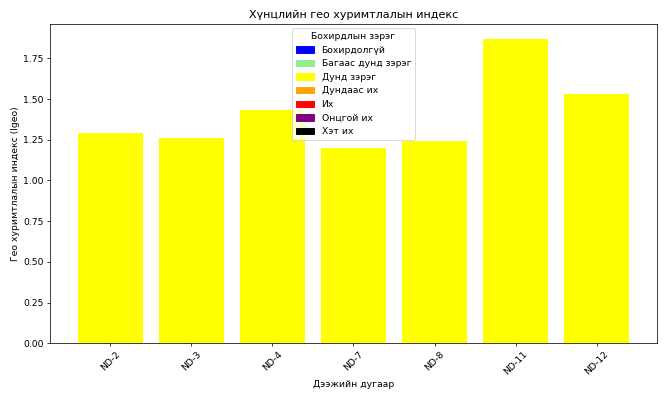 Хүнцлийн гео хуримтлалын индекс
Бохирдлын зэрэг
Бохирдолгүй
Багаас дунд зэрэг
Дунд зэрэг
Дундаас их
Их
Онцгой их
Хэт их
Гео хуримтлалын индекс (Igeo)
1.75
1.50
1.25
1.00
0.75
0.50
0.25
0.00
ND-2
ND-3
ND-4
ND-7
ND-8
ND-11
ND-12
Дээжийн дугаар